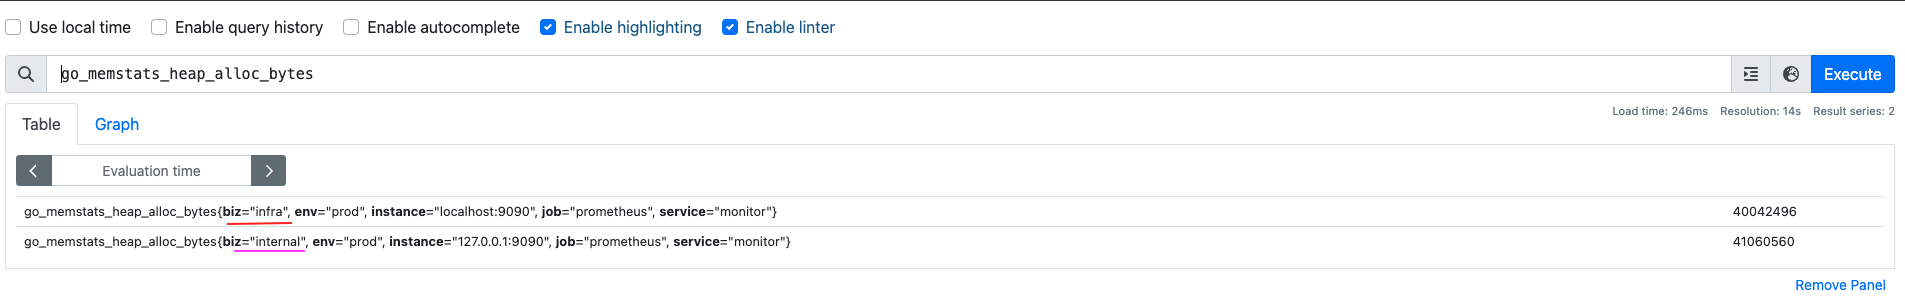 Use local time Enable query history Enable autocomplete Enable highlighting Enable linter
go_memstats_heap_alloc_bytes Execute
Load time: 246ms Resolution: 14s Result series: 2
Table Graph
Evaluation time
go_memstats_heap_alloc_bytes{biz="infra", env="prod", instance="localhost:9090", job="prometheus", service="monitor"} 40042496
go_memstats_heap_alloc_bytes{biz="internal", env="prod", instance="127.0.0.1:9090", job="prometheus", service="monitor"} 41060560
Remove Panel